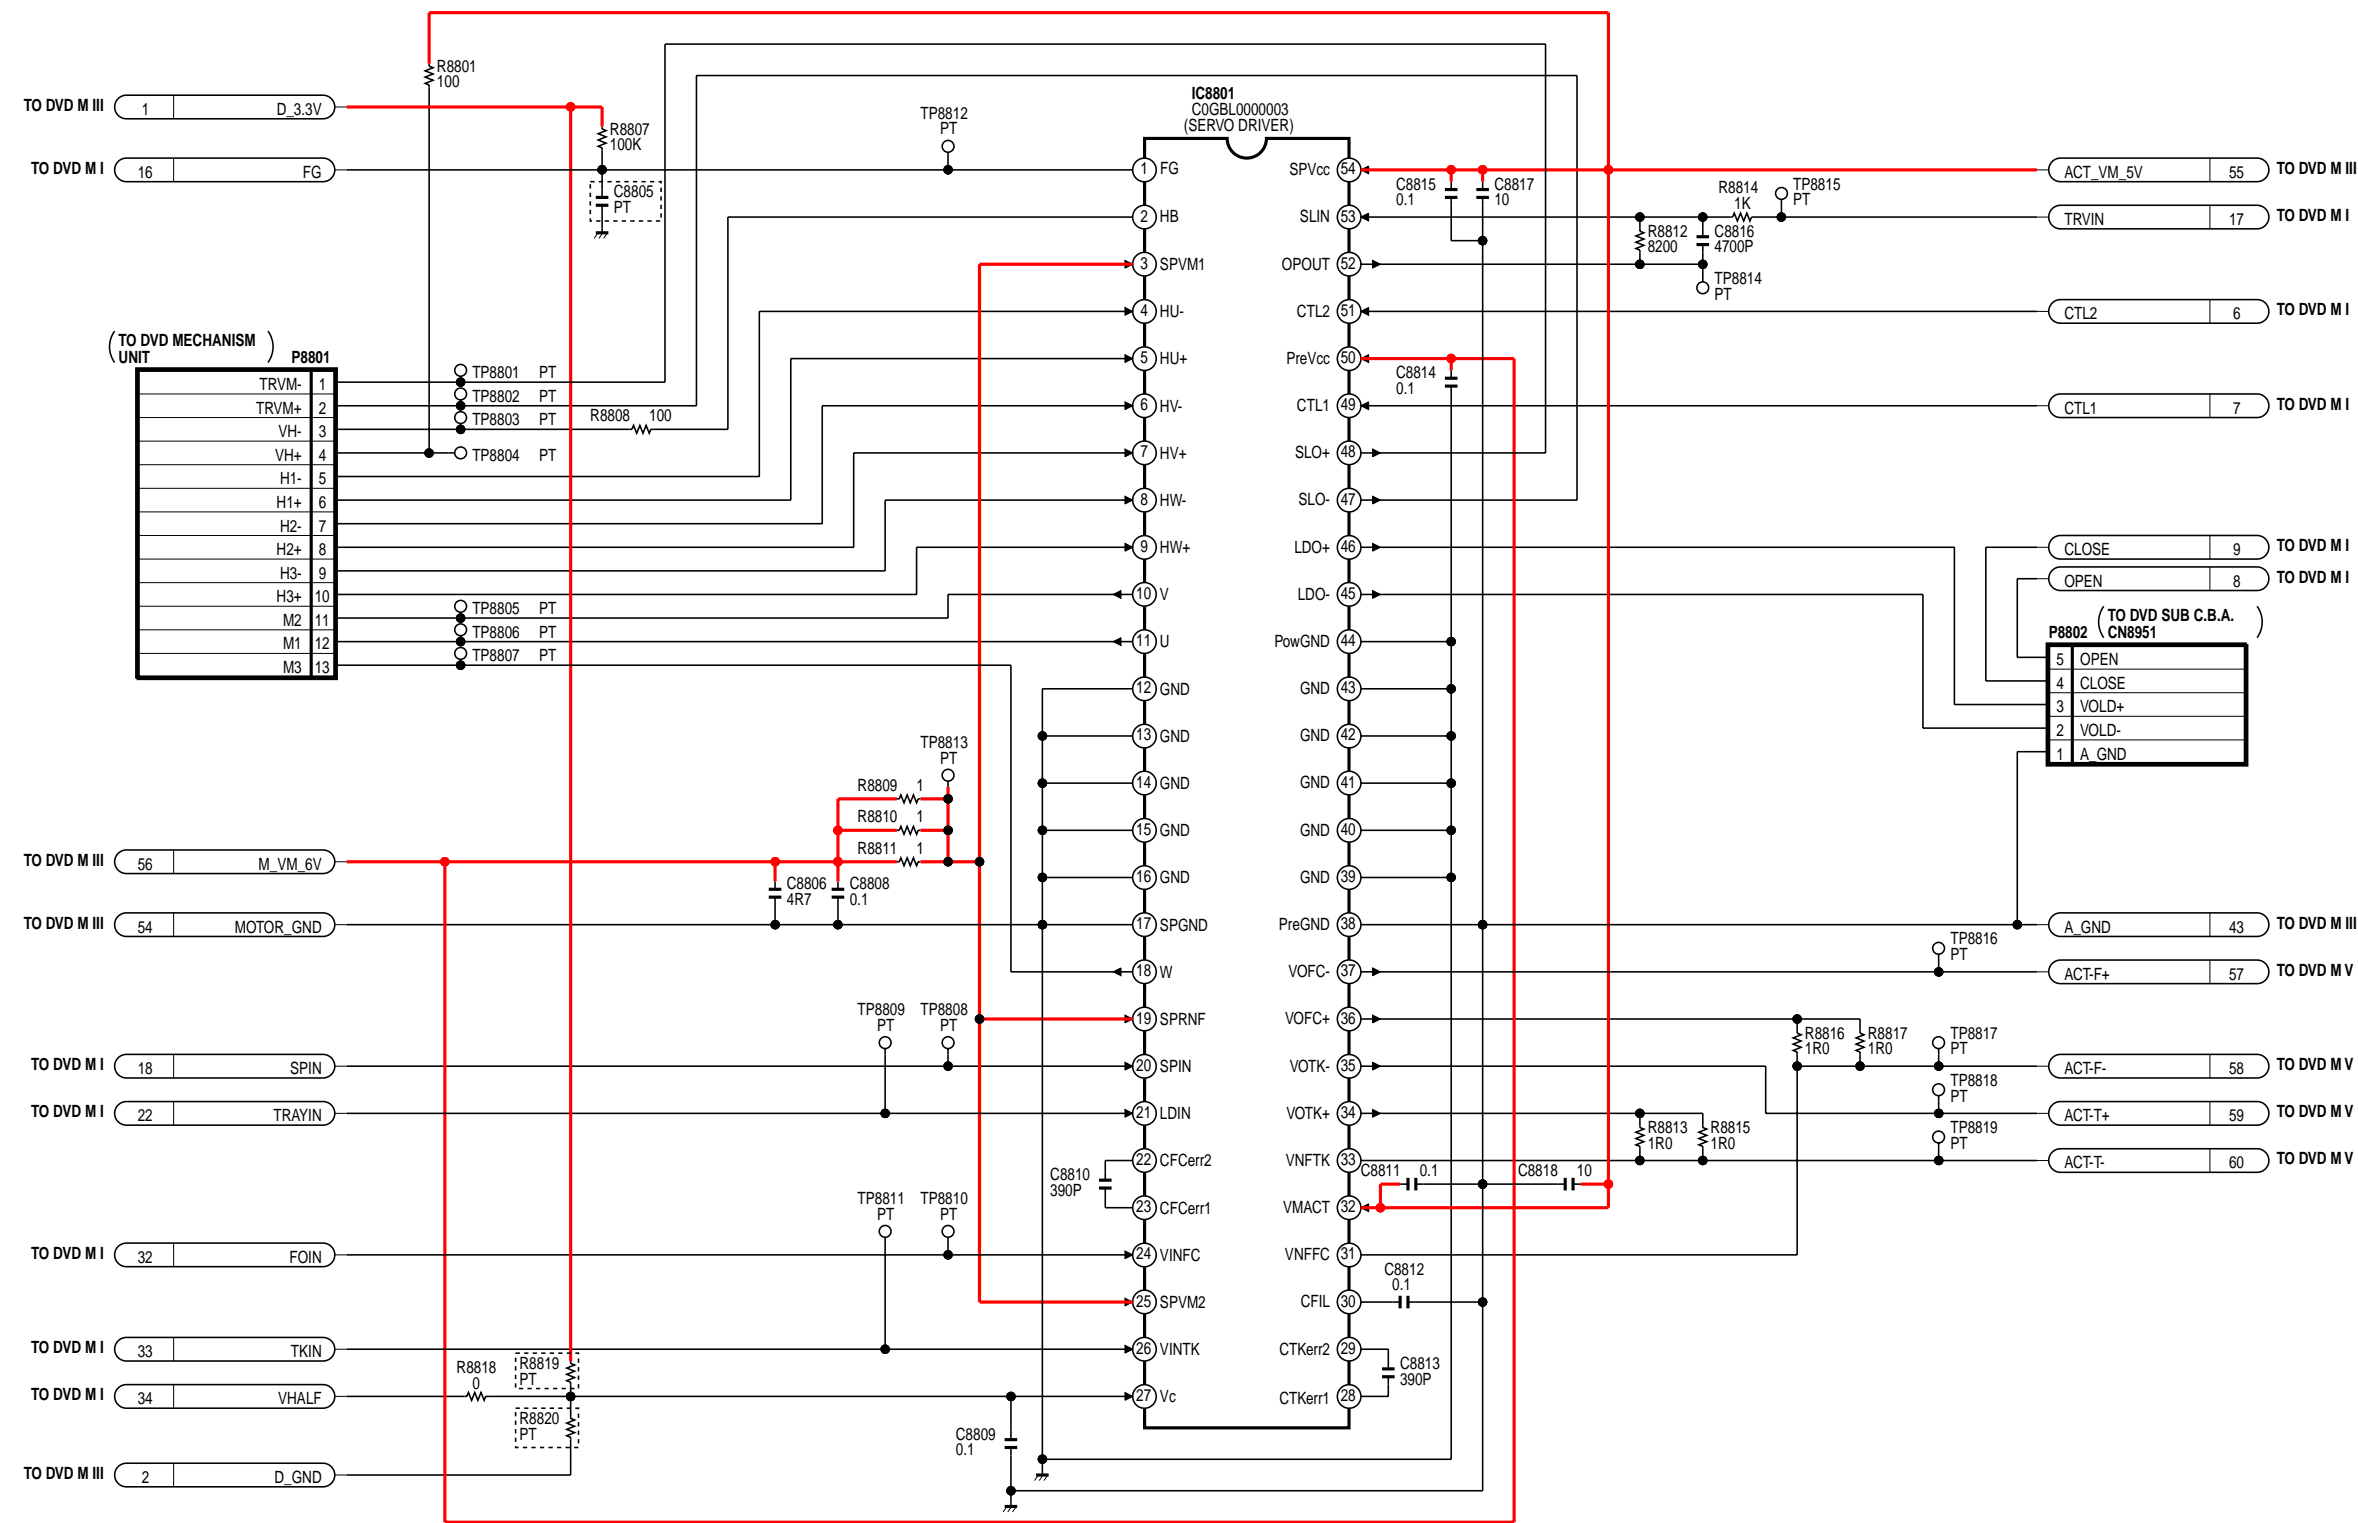 R8801
100
TO DVD M III 1 D_3.3V
R8807
100K
TP8812
PT
IC8801
C0GBL0000003
(SERVO DRIVER)
TO DVD M I 16 FG
C8805
PT
1 FG
2 HB
3 SPVM1
4 HU-
5 HU+
6 HV-
7 HV+
8 HW-
9 HW+
10 V
11 U
12 GND
13 GND
14 GND
15 GND
16 GND
17 SPGND
18 W
19 SPRNF
20 SPIN
21 LDIN
22 CFCerr2
23 CFCerr1
24 VINFC
25 SPVM2
26 VINTK
27 Vc
SPVcc 54
SLIN 53
OPOUT 52
CTL2 51
PreVcc 50
CTL1 49
SLO+ 48
SLO- 47
LDO+ 46
LDO- 45
PowGND 44
GND 43
GND 42
GND 41
GND 40
GND 39
PreGND 38
VOFC- 37
VOFC+ 36
VOTK- 35
VOTK+ 34
VNFTK 33
VMACT 32
VNFFC 31
CFIL 30
CTKerr2 29
CTKerr1 28
(TO DVD MECHANISM
UNIT)
P8801
TRVM- 1
TRVM+ 2
VH- 3
VH+ 4
H1- 5
H1+ 6
H2- 7
H2+ 8
H3- 9
H3+ 10
M2 11
M1 12
M3 13
TP8801 PT
TP8802 PT
TP8803 PT
R8808 100
TP8804 PT
TP8805 PT
TP8806 PT
TP8807 PT
TP8813
PT
R8809 1
R8810 1
R8811 1
TO DVD M III 56 M_VM_6V
C8806
4R7
C8808
0.1
TO DVD M III 54 MOTOR_GND
TP8809
PT
TP8808
PT
TO DVD M I 18 SPIN
TO DVD M I 22 TRAYIN
C8810
390P
TP8811
PT
TP8810
PT
TO DVD M I 32 FOIN
TO DVD M I 33 TKIN
R8818
0
R8819
PT
TO DVD M I 34 VHALF
R8820
PT
C8809
0.1
TO DVD M III 2 D_GND
C8815
0.1
C8817
10
R8814
1K
TP8815
PT
ACT_VM_5V 55 TO DVD M III
TRVIN 17 TO DVD M I
R8812
8200
C8816
4700P
TP8814
PT
CTL2 6 TO DVD M I
C8814
0.1
CTL1 7 TO DVD M I
CLOSE 9 TO DVD M I
OPEN 8 TO DVD M I
(TO DVD SUB C.B.A.
CN8951)
P8802
5 OPEN
4 CLOSE
3 VOLD+
2 VOLD-
1 A_GND
A_GND 43 TO DVD M III
TP8816
PT
ACT-F+ 57 TO DVD M V
R8816
1R0
R8817
1R0
TP8817
PT
ACT-F- 58 TO DVD M V
TP8818
PT
ACT-T+ 59 TO DVD M V
R8813
1R0
R8815
1R0
TP8819
PT
ACT-T- 60 TO DVD M V
C8811 0.1
C8818 10
C8812
0.1
C8813
390P